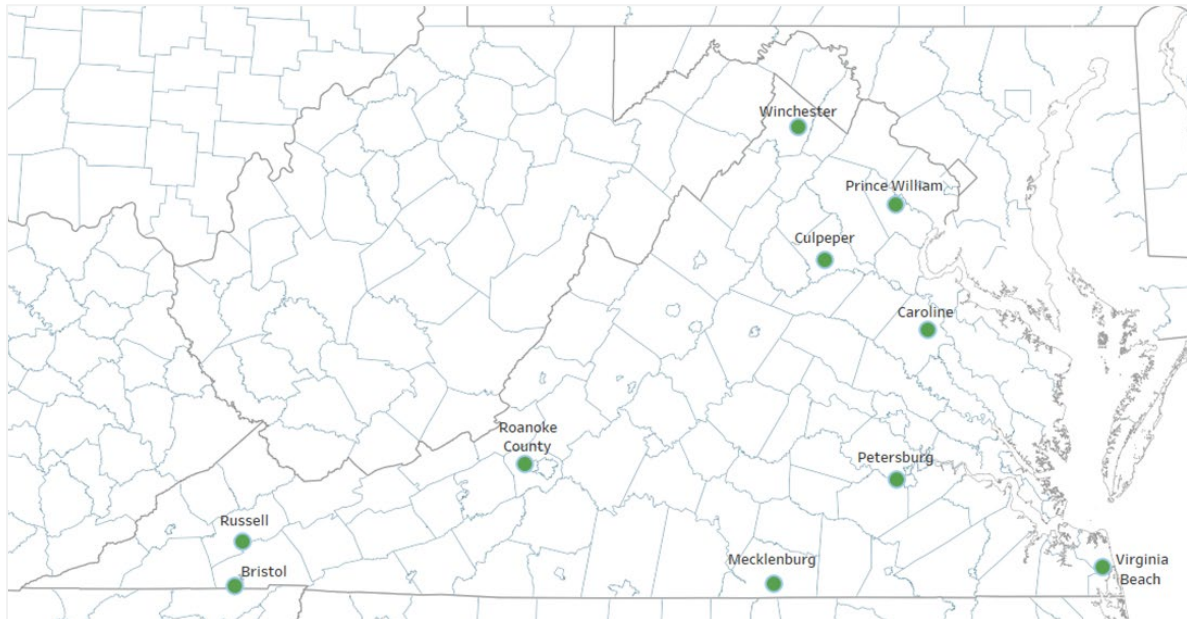 Winchester
Prince William
Culpeper
Caroline
Roanoke
County
Petersburg
Russell
Mecklenburg
Virginia
Beach
Bristol